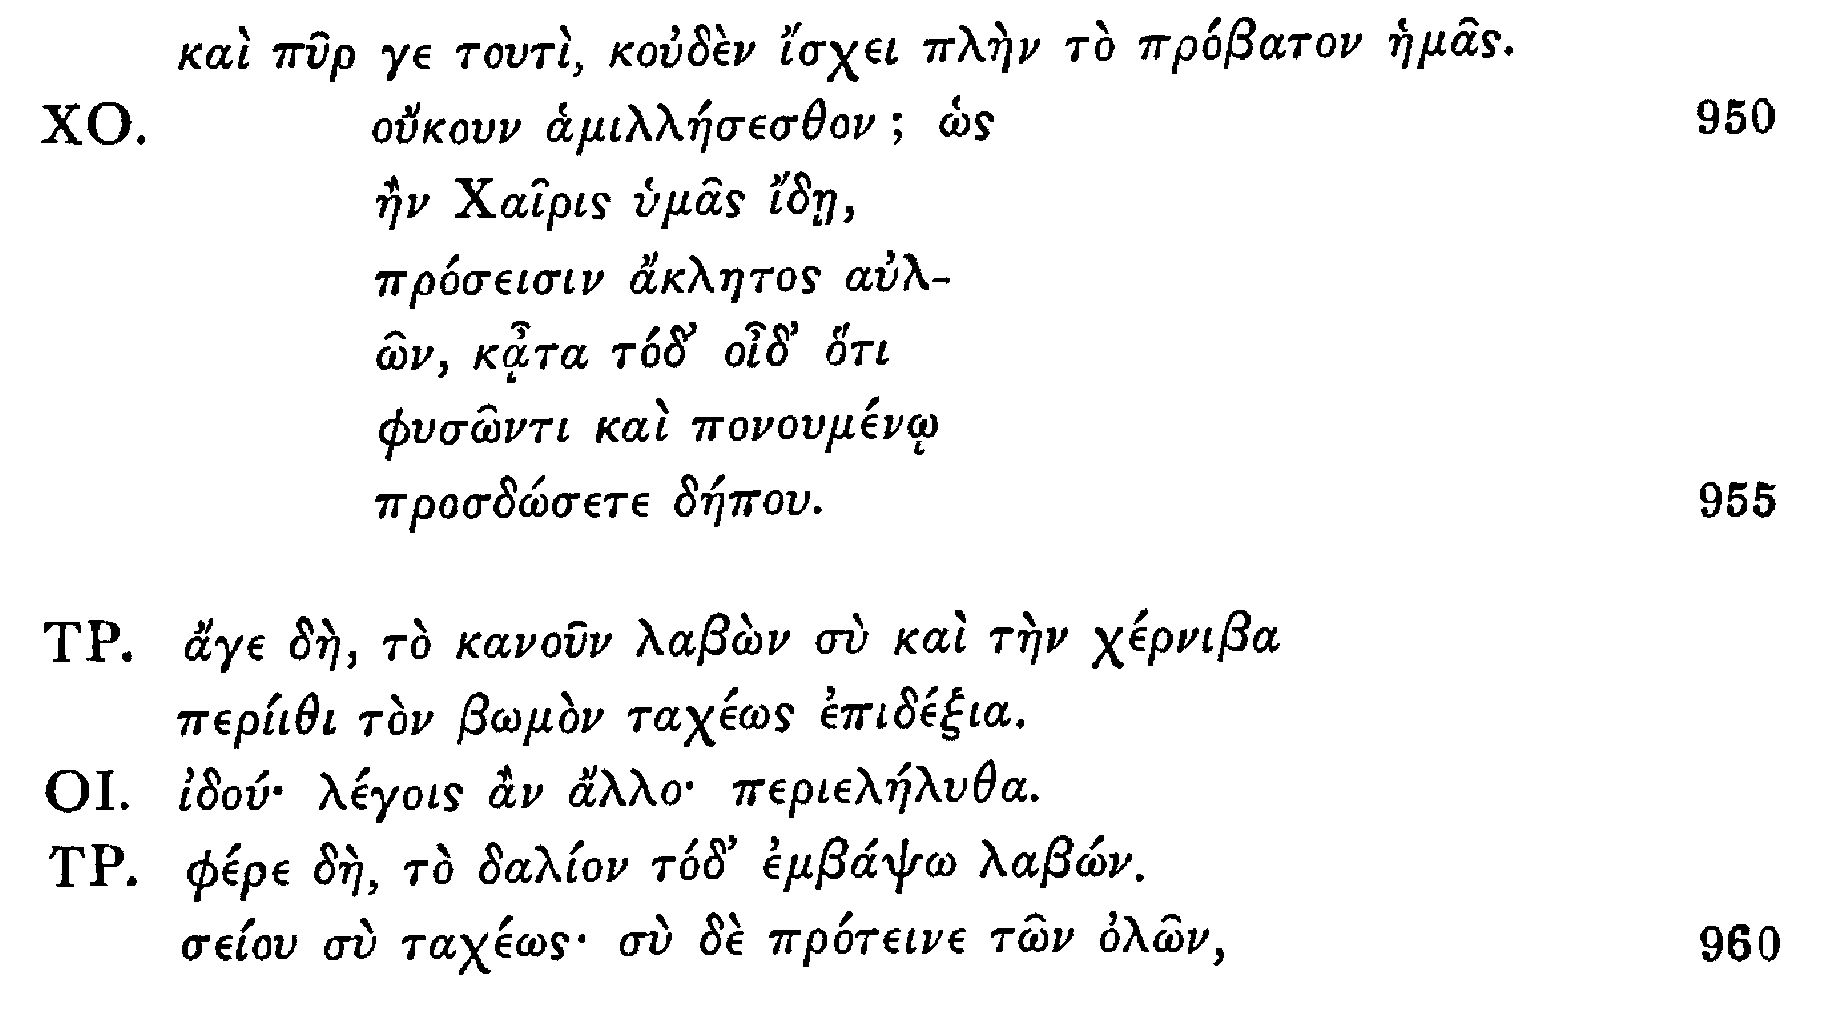 καὶ πῦρ γε τουτὶ, κοὐδὲν ἴσχει πλὴν τὸ πρόβατον ἡμᾶς.
ΧΟ. οὔκουν ἁμιλλήσεσθον ; ὡς 950
ἢν Χαῖρις ὑμᾶς ἴδῃ,
πρόσεισιν ἄκλητος αὐλ-
ῶν, κᾆτα τόδ’ οἶδ’ ὅτι
φυσῶντι καὶ πονουμένῳ
προσδώσετε δήπου. 955
ΤΡ. ἄγε δὴ, τὸ κανοῦν λαβὼν σὺ καὶ τὴν χέρνιβα
περίιθι τὸν βωμὸν ταχέως ἐπιδέξια.
ΟΙ. ἰδού· λέγοις ἂν ἄλλο· περιελήλυθα.
ΤΡ. φέρε δὴ, τὸ δαλίον τόδ’ ἐμβάψω λαβών.
σείου σὺ ταχέως· σὺ δὲ πρότεινε τῶν ὀλῶν, 960